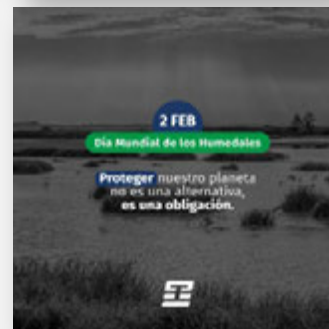 2 FEB
Día Mundial de los Humedales
Proteger nuestro planeta
no es una alternativa,
es una obligación.